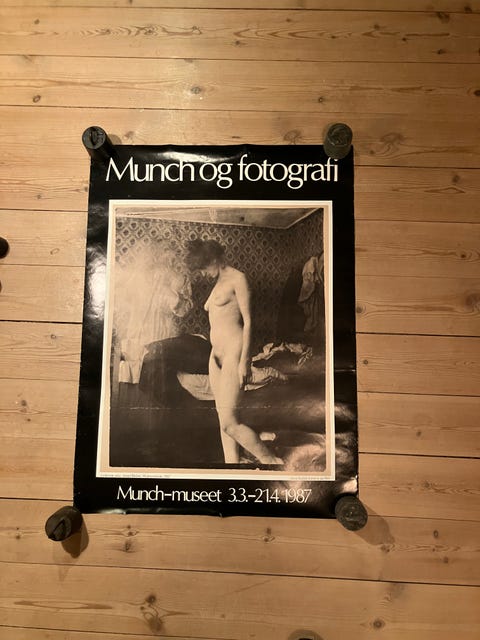 Munch og fotografi
Munch-museet 3.3.-21.4.1987